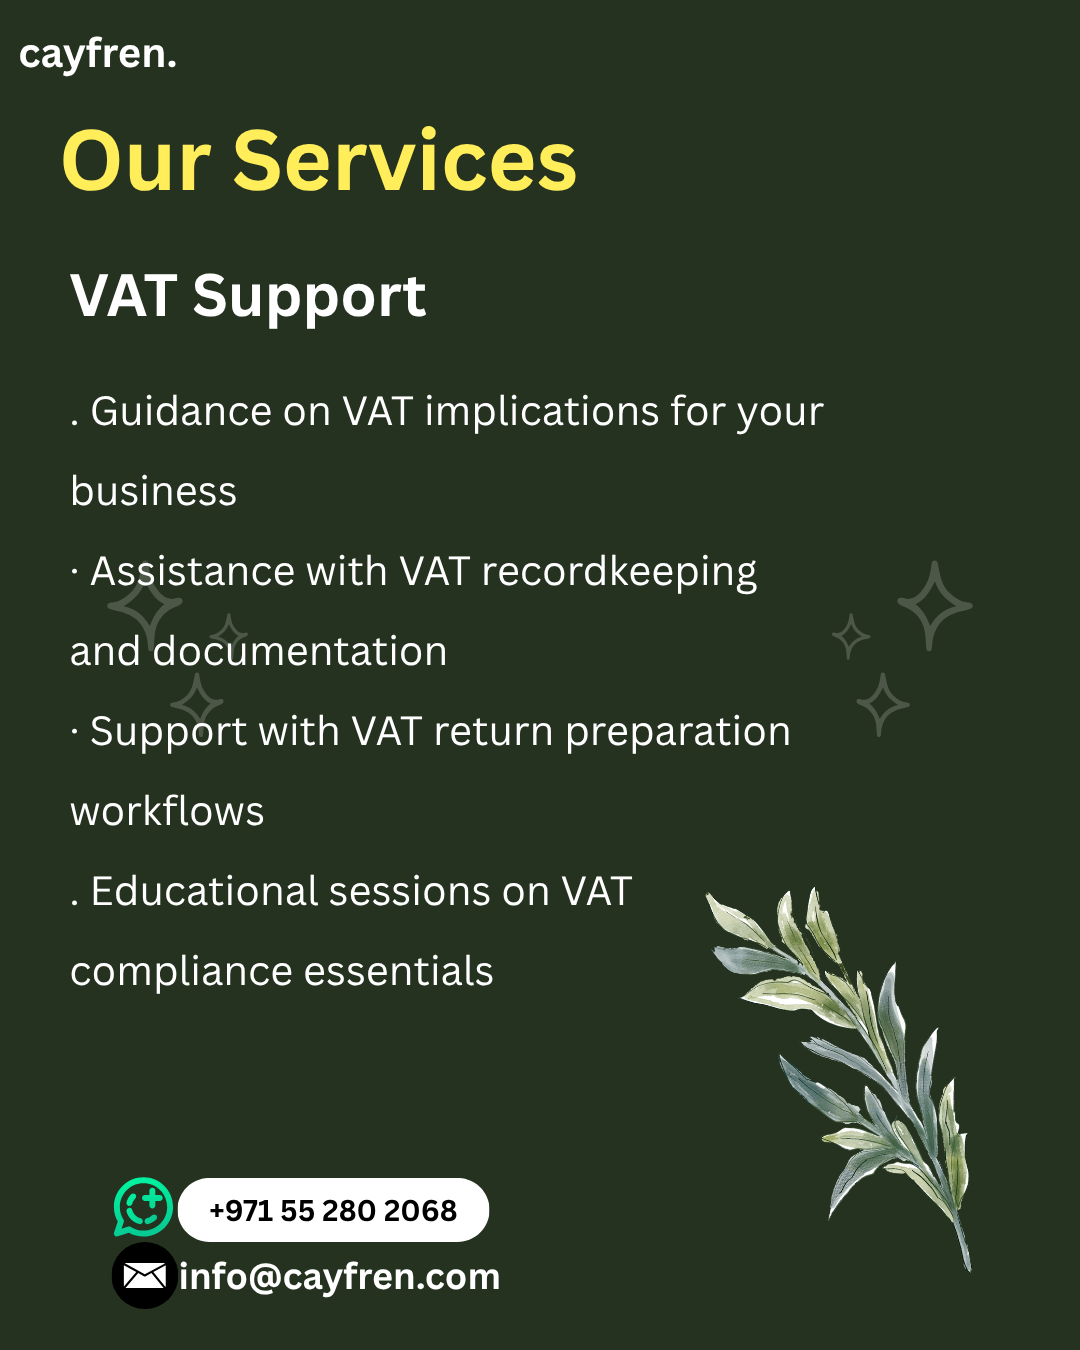 cayfren.
Our Services
VAT Support
. Guidance on VAT implications for your
business
· Assistance with VAT recordkeeping
and documentation
· Support with VAT return preparation
workflows
. Educational sessions on VAT
compliance essentials
+971 55 280 2068
info@cayfren.com